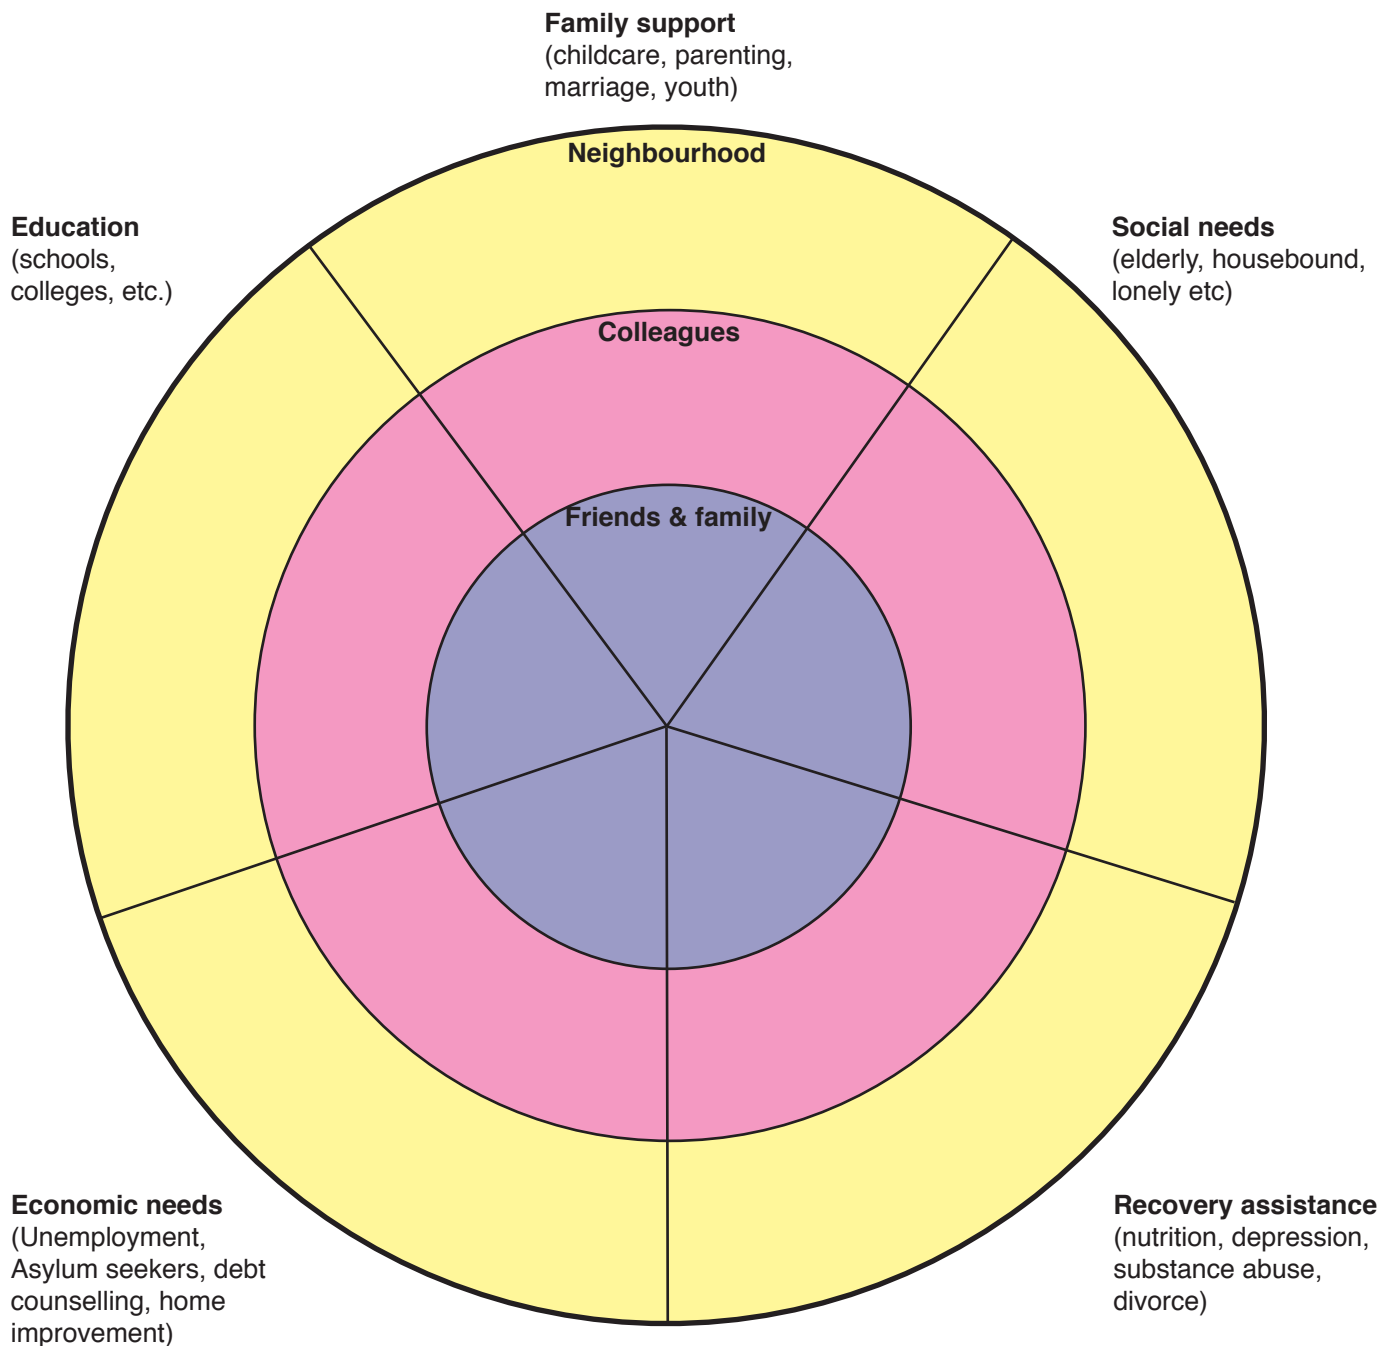 Family support
(childcare, parenting,
marriage, youth)
Neighbourhood
Education
(schools,
colleges, etc.)
Social needs
(elderly, housebound,
lonely etc)
Colleagues
Friends & family
Economic needs
(Unemployment,
Asylum seekers, debt
counselling, home
improvement)
Recovery assistance
(nutrition, depression,
substance abuse,
divorce)